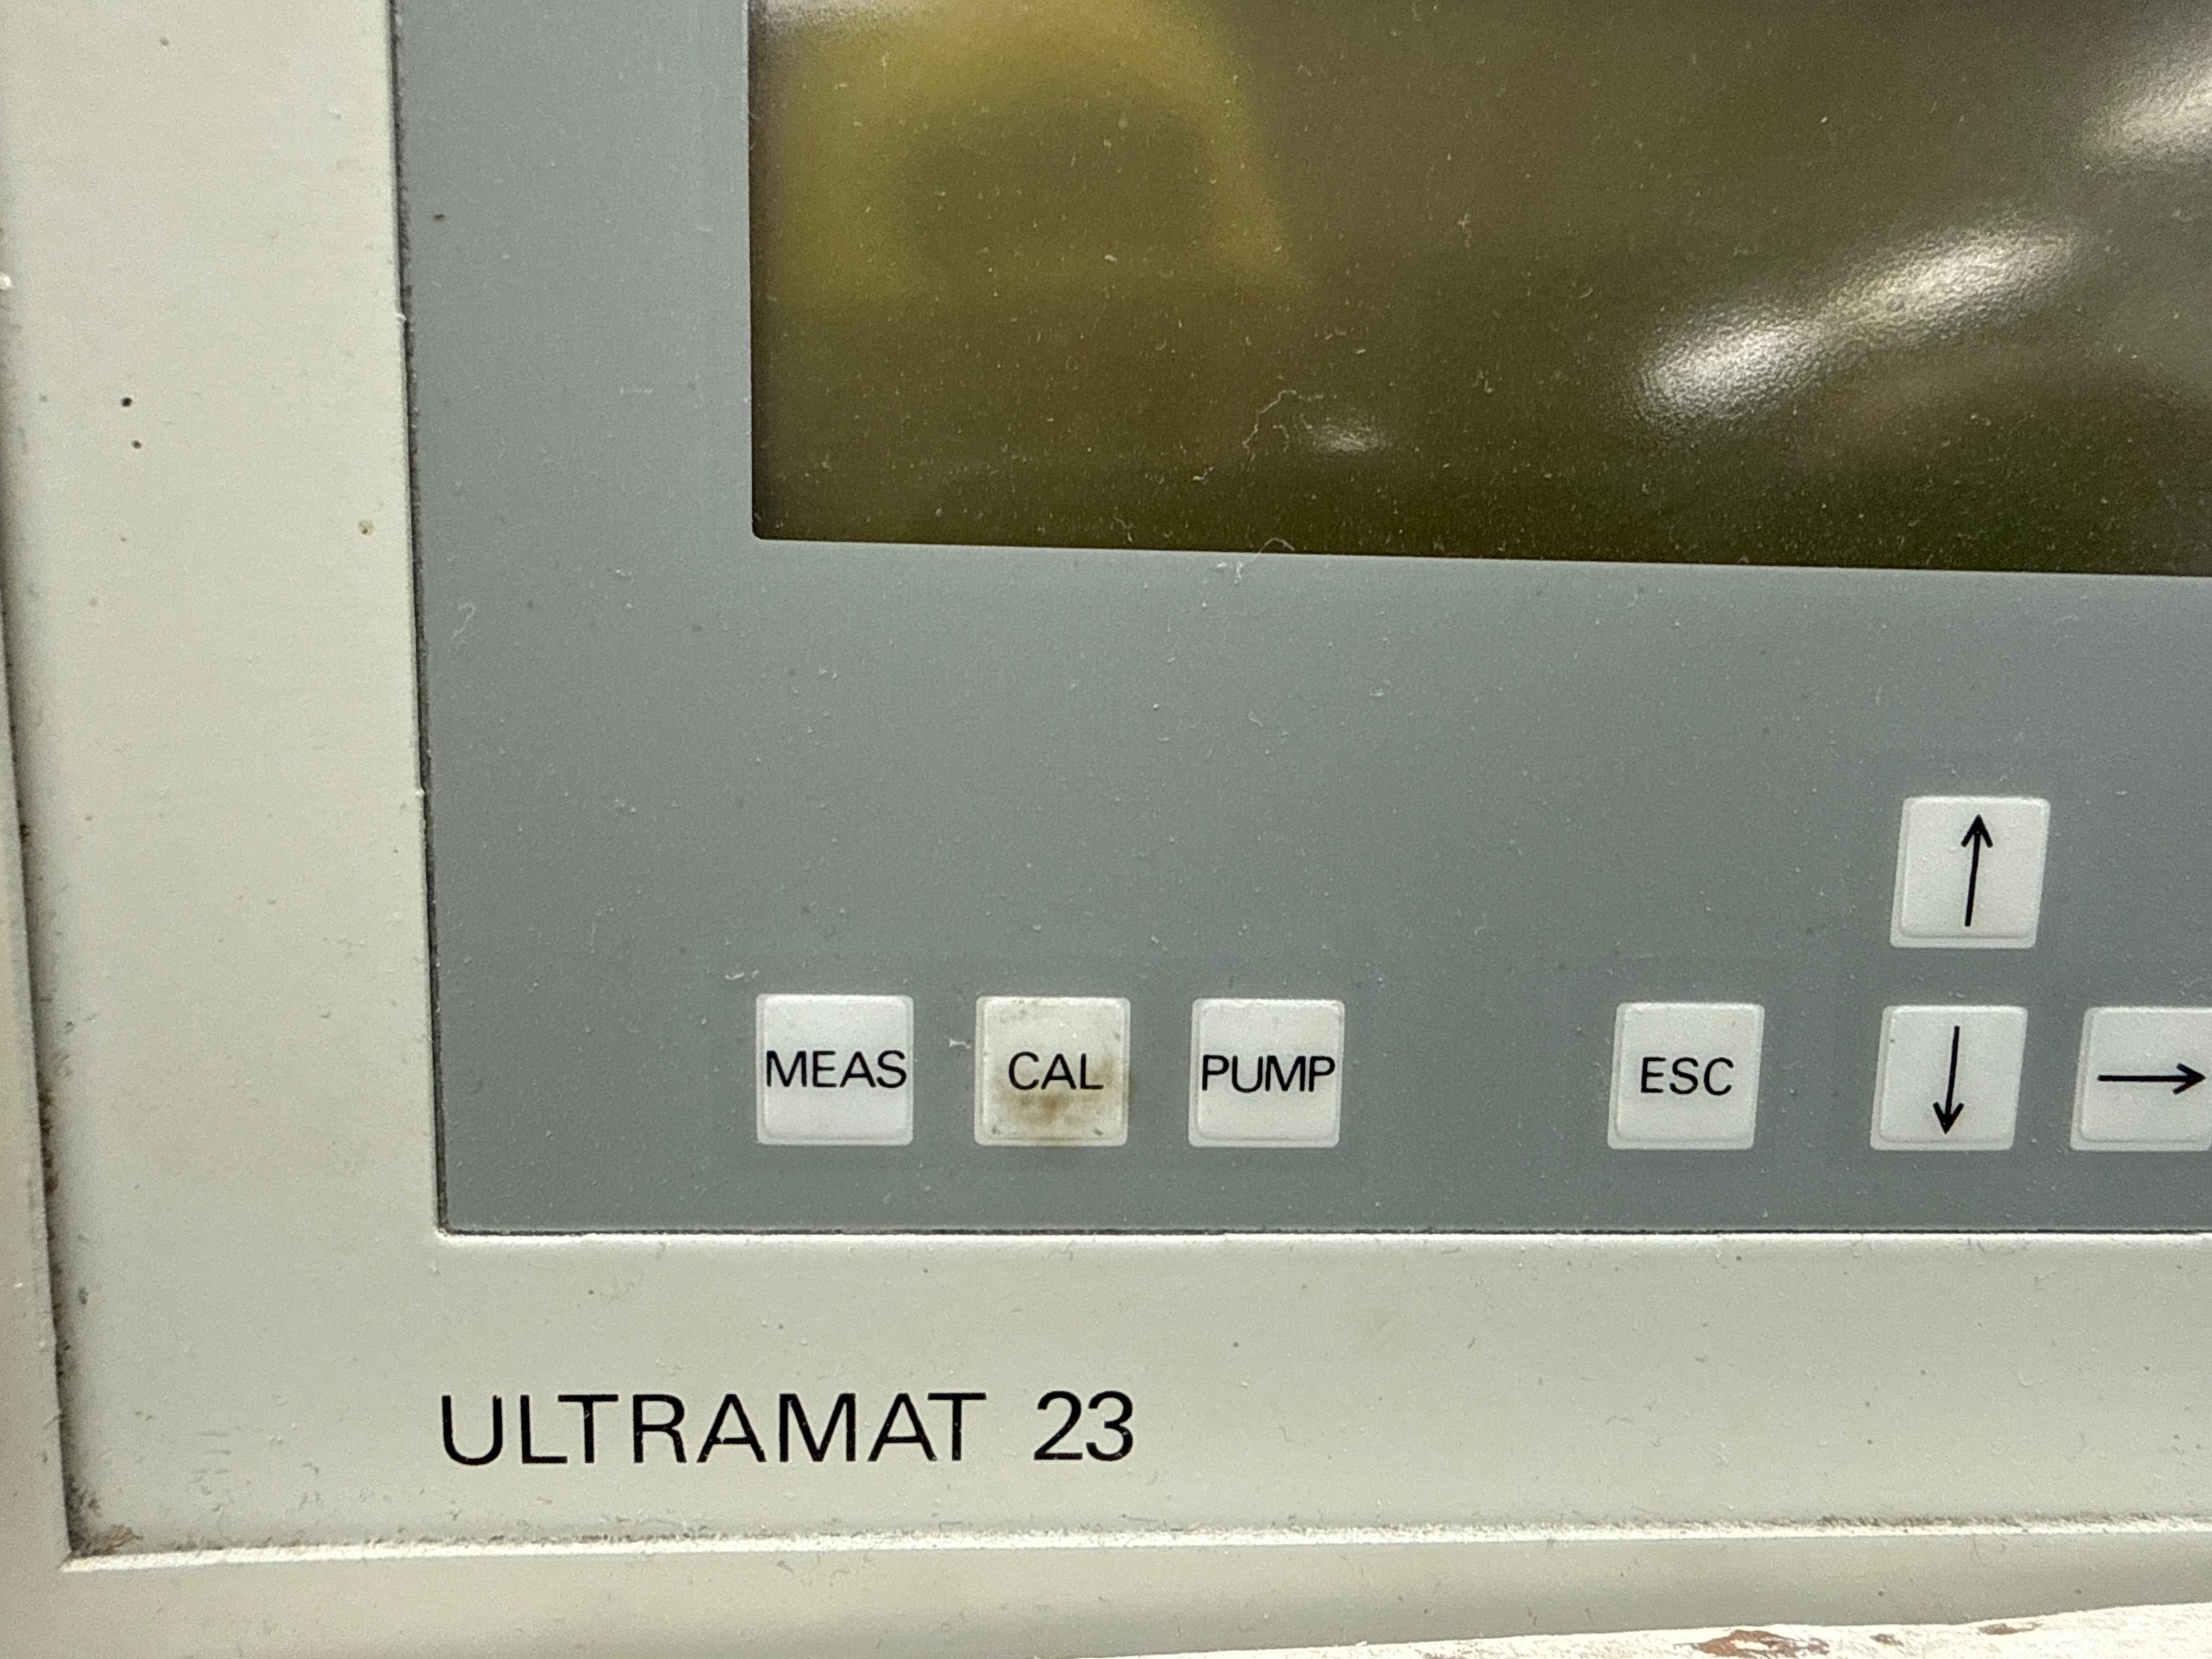 ↑
MEAS CAL PUMP ESC ↓ →
ULTRAMAT 23